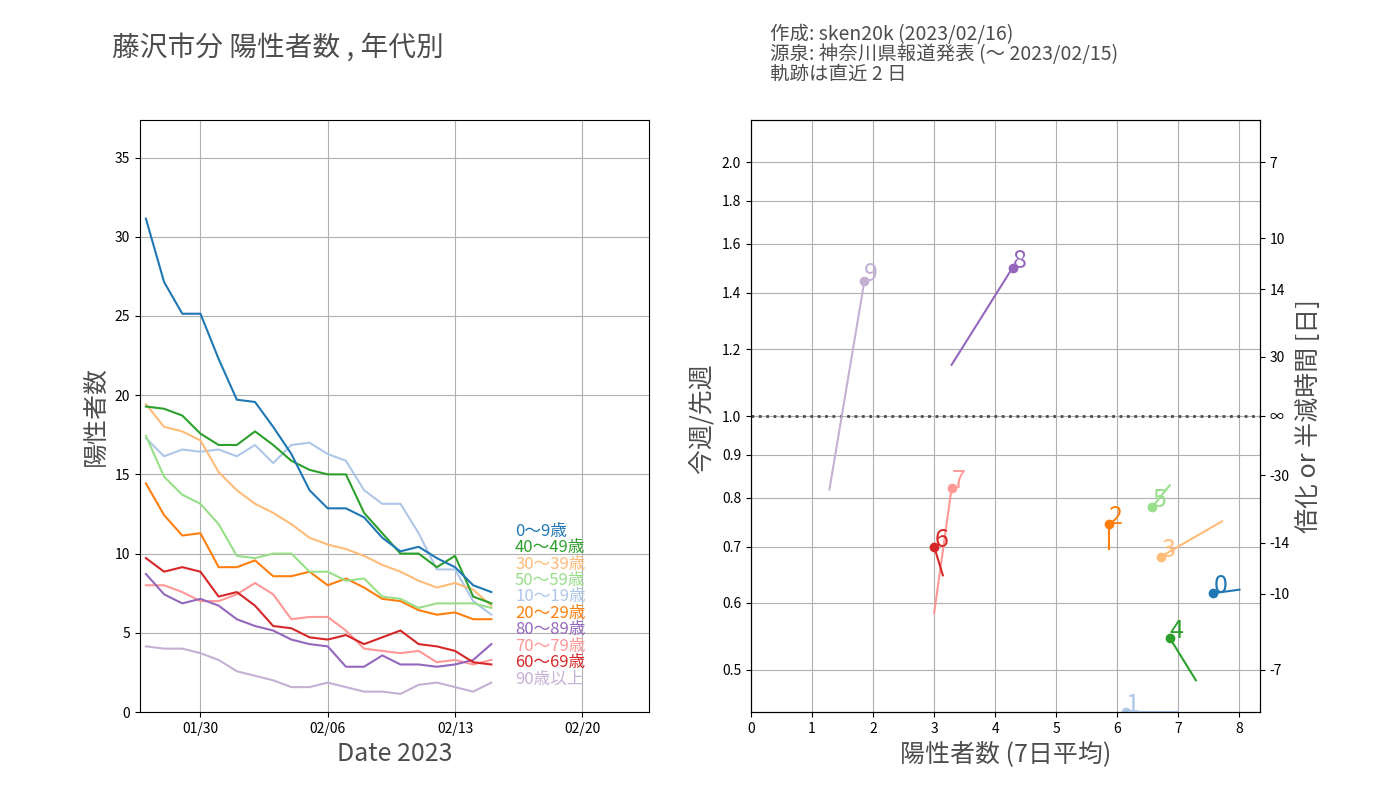 藤沢市分 陽性者数 , 年代別
作成: sken20k (2023/02/16)
源泉: 神奈川県報道発表 (〜 2023/02/15)
軌跡は直近 2 日
陽性者数
35
30
25
20
15
10
5
0
0〜9歳
40〜49歳
30〜39歳
50〜59歳
10〜19歳
20〜29歳
80〜89歳
70〜79歳
60〜69歳
90歳以上
01/30 02/06 02/13 02/20
Date 2023
今週/先週
2.0
1.8
1.6
1.4
1.2
1.0
0.9
0.8
0.7
0.6
0.5
9
8
7
6
5
2
3
0
4
1
7
10
14
30
∞
-30
-14
-10
-7
倍化 or 半減時間 [日]
0 1 2 3 4 5 6 7 8
陽性者数 (7日平均)